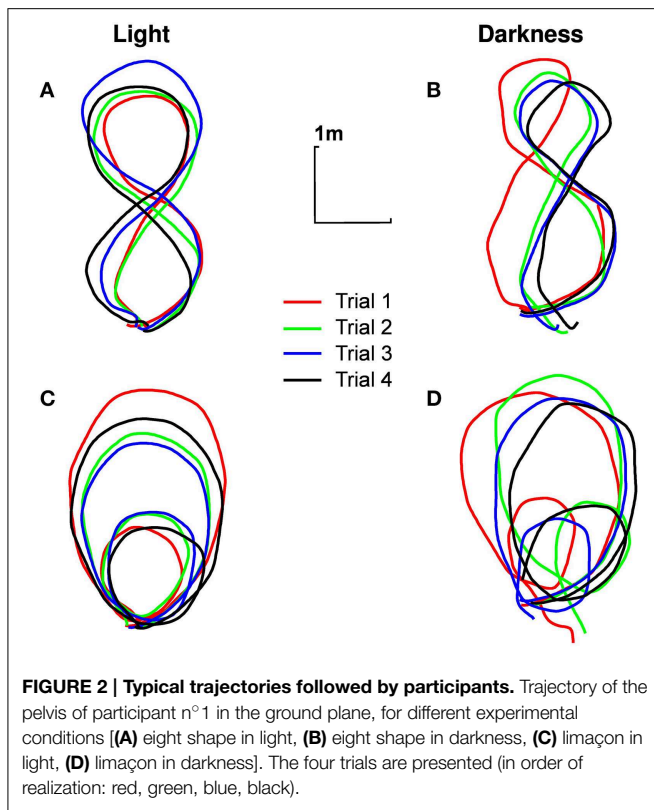 Light
Darkness
A
B
1m
Trial 1
Trial 2
Trial 3
Trial 4
C
D
FIGURE 2 | Typical trajectories followed by participants. Trajectory of the
pelvis of participant n°1 in the ground plane, for different experimental
conditions [(A) eight shape in light, (B) eight shape in darkness, (C) limaçon in
light, (D) limaçon in darkness]. The four trials are presented (in order of
realization: red, green, blue, black).